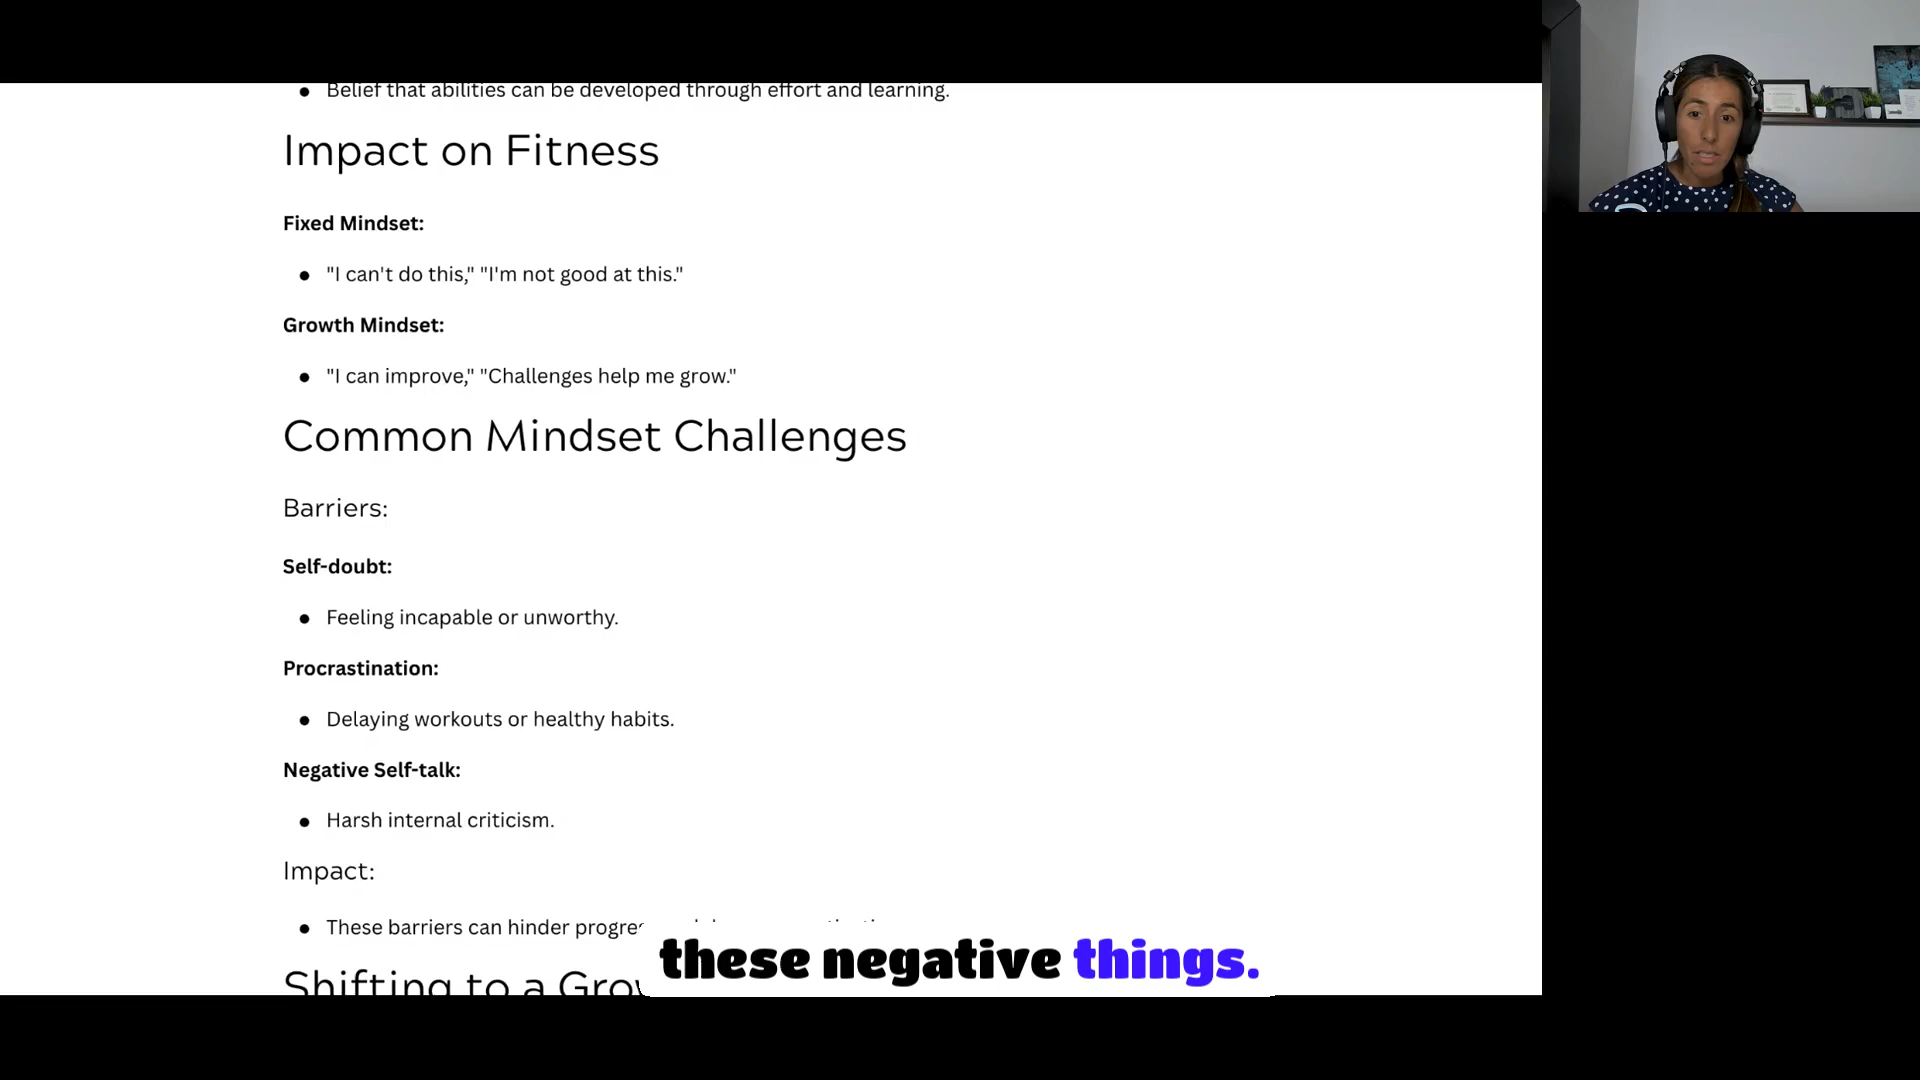 Belief that abilities can be developed through effort and learning.
Impact on Fitness
Fixed Mindset:
"I can't do this," "I'm not good at this."
Growth Mindset:
"I can improve," "Challenges help me grow."
Common Mindset Challenges
Barriers:
Self-doubt:
Feeling incapable or unworthy.
Procrastination:
Delaying workouts or healthy habits.
Negative Self-talk:
Harsh internal criticism.
Impact:
These barriers can hinder
these negative things.
Shifting to a